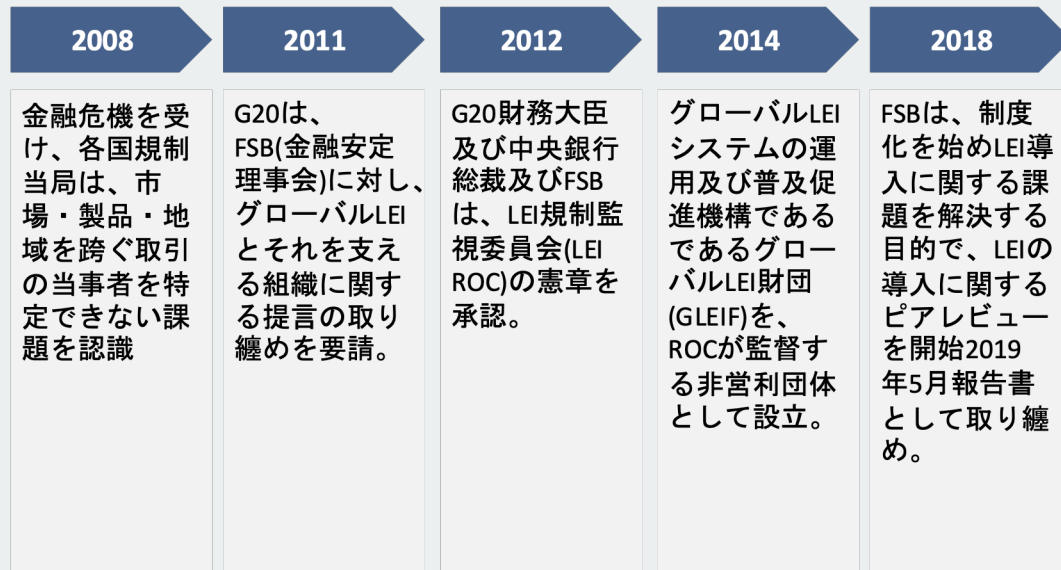 2008
金融危機を受
け、各国規制
当局は、市
場・製品・地
域を跨ぐ取引
の当事者を特
定できない課
題を認識
2011
G20は、
FSB(金融安定
理事会)に対し、
グローバルLEI
とそれを支え
る組織に関す
る提言の取り
纏めを要請。
2012
G20財務大臣
及び中央銀行
総裁及びFSB
は、LEI規制監
視委員会(LEI
ROC)の憲章を
承認。
2014
グローバルLEI
システムの運
用及び普及促
進機構である
であるグロー
バルLEI財団
(GLEIF)を、
ROCが監督す
る非営利団体
として設立。
2018
FSBは、制度
化を始めLEI導
入に関する課
題を解決する
目的で、LEIの
導入に関する
ピアレビュー
を開始2019
年5月報告書
として取り纏
め。